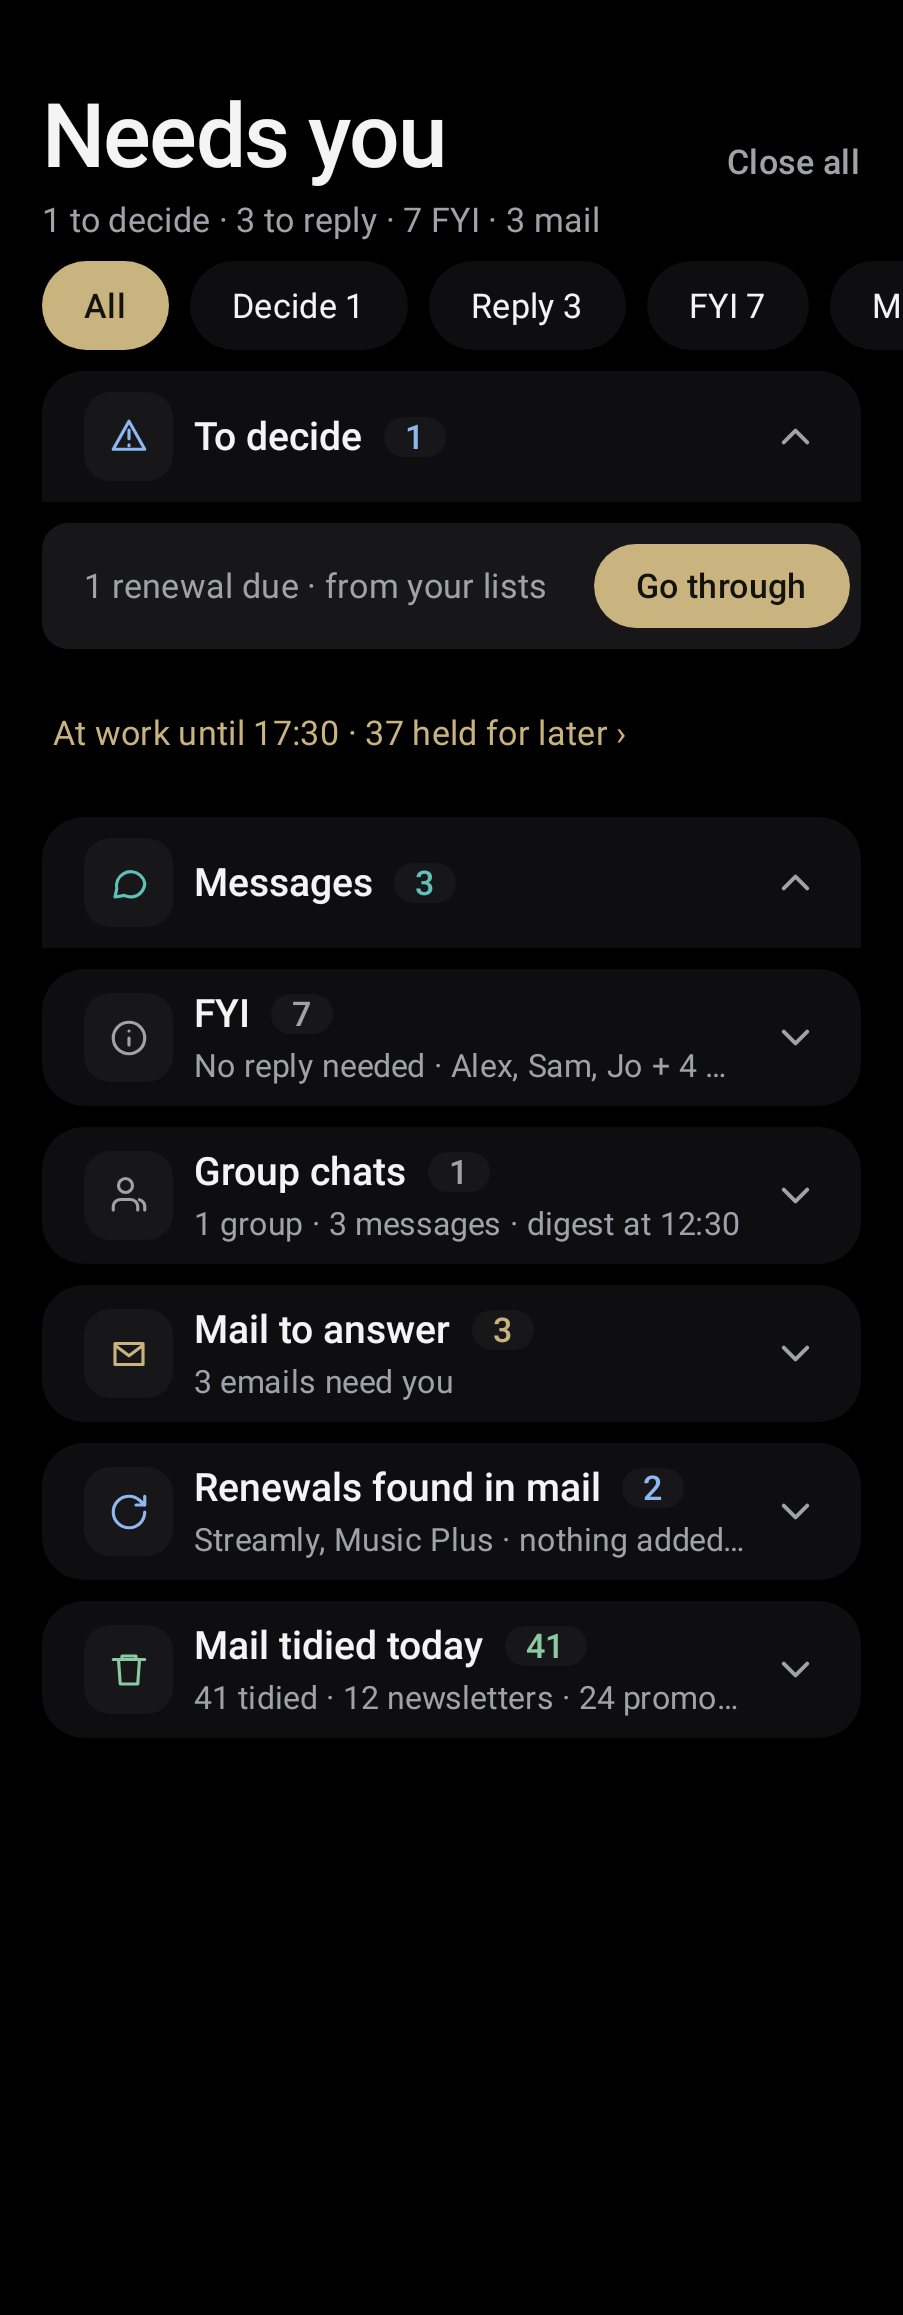 Needs you
Close all
1 to decide · 3 to reply · 7 FYI · 3 mail
All
Decide 1
Reply 3
FYI 7
To decide 1
1 renewal due · from your lists
Go through
At work until 17:30 · 37 held for later ›
Messages 3
FYI 7
No reply needed · Alex, Sam, Jo + 4 ...
Group chats 1
1 group · 3 messages · digest at 12:30
Mail to answer 3
3 emails need you
Renewals found in mail 2
Streamly, Music Plus · nothing added...
Mail tidied today 41
41 tidied · 12 newsletters · 24 promo...